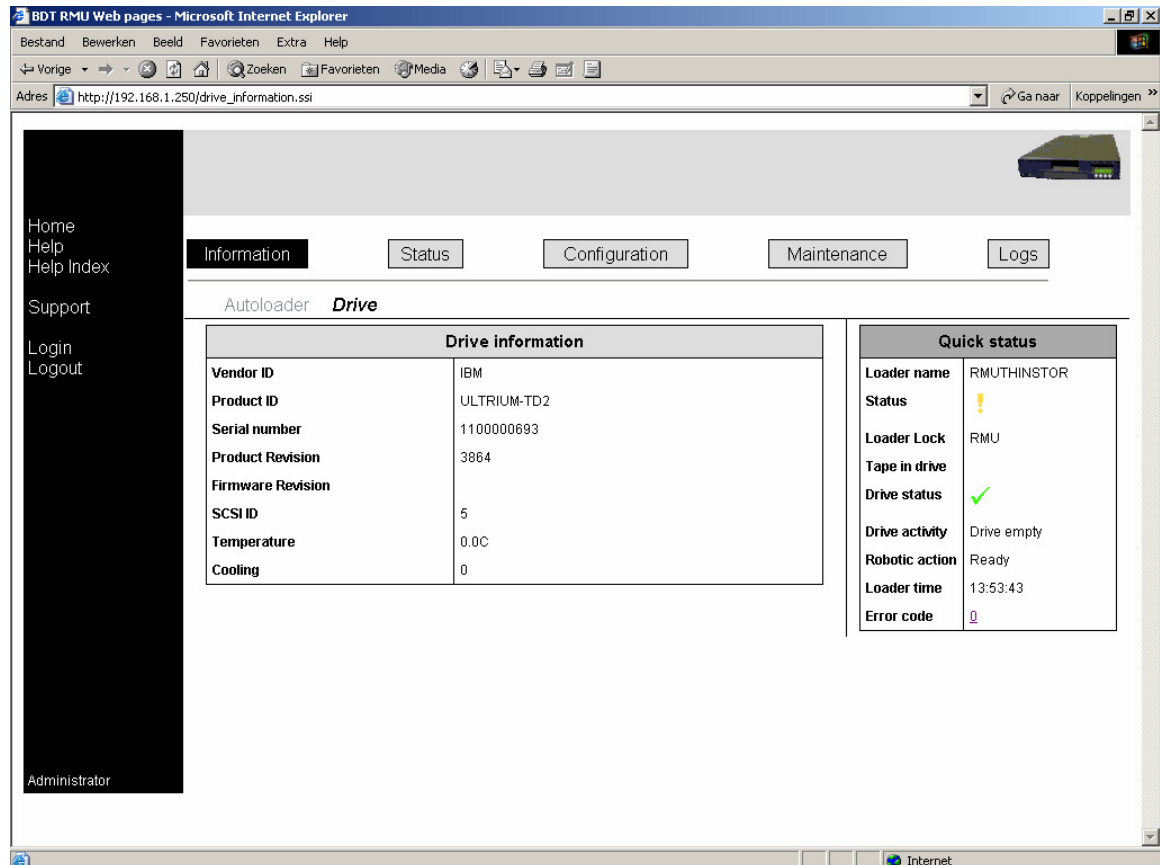 BDT RMU Web pages - Microsoft Internet Explorer
Bestand Bewerken Beeld Favorieten Extra Help
Vorige Zoeken Favorieten Media
Adres http://192.168.1.250/drive_information.ssi Ga naar Koppelingen »
Home
Help
Help Index
Support
Login
Logout
Administrator
Information Status Configuration Maintenance Logs
Autoloader Drive
Drive information
Vendor ID IBM
Product ID ULTRIUM-TD2
Serial number 1100000693
Product Revision 3864
Firmware Revision
SCSI ID 5
Temperature 0.0C
Cooling 0
Quick status
Loader name RMUTHINSTOR
Status !
Loader Lock RMU
Tape in drive
Drive status ✓
Drive activity Drive empty
Robotic action Ready
Loader time 13:53:43
Error code 0
Internet